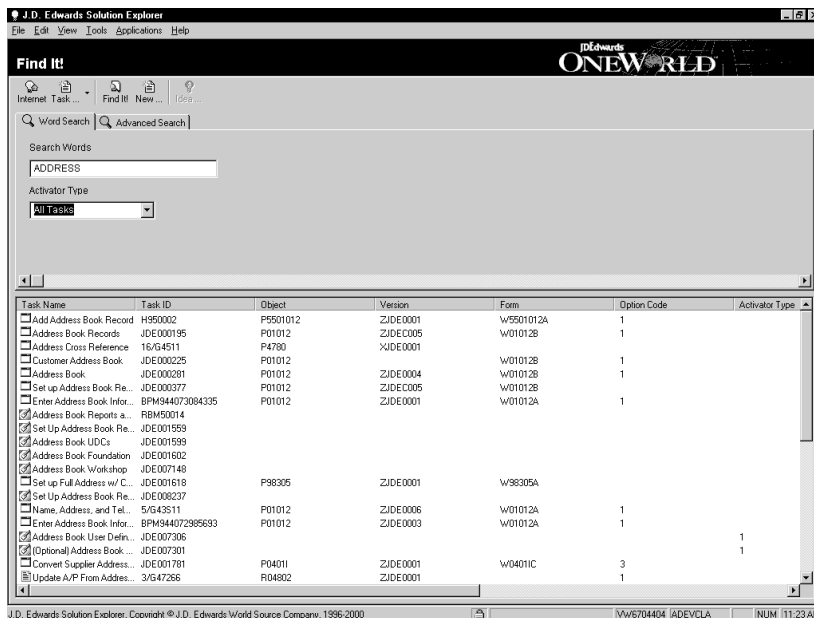 J.D. Edwards Solution Explorer
File Edit View Tools Applications Help
Find It!
JDEdwards
ONEWORLD
Internet Task ... Find It! New ... Idea ...
Word Search Advanced Search
Search Words
ADDRESS
Activator Type
All Tasks
Task Name Task ID Object Version Form Option Code Activator Type
Add Address Book Record H950002 P5501012 ZJDE0001 W5501012A 1
Address Book Records JDE000195 P01012 ZJDEC005 W01012B 1
Address Cross Reference 16/G4511 P4780 XJDE0001
Customer Address Book JDE000225 P01012 W01012B 1
Address Book JDE000281 P01012 ZJDE0004 W01012B 1
Set up Address Book Re... JDE000377 P01012 ZJDEC005 W01012B
Enter Address Book Infor... BPM944073084335 P01012 ZJDE0001 W01012A 1
Address Book Reports a... RBM50014
Set Up Address Book Re... JDE001559
Address Book UDCs JDE001599
Address Book Foundation JDE001602
Address Book Workshop JDE007148
Set up Full Address w/ C... JDE001618 P98305 ZJDE0001 W98305A
Set Up Address Book Re... JDE008237
Name, Address, and Tel... 5/G43S11 P01012 ZJDE0006 W01012A 1
Enter Address Book Infor... BPM944072985693 P01012 ZJDE0003 W01012A 1
Address Book User Defin... JDE007306 1
(Optional) Address Book ... JDE007301 1
Convert Supplier Address... JDE001781 P0401I ZJDE0001 W0401IC 3
Update A/P From Addres... 3/G47266 R04802 ZJDE0001 1
J.D. Edwards Solution Explorer. Copyright © J.D. Edwards World Source Company. 1996-2000 VW6704404 ADEVCLA NUM 11:23 A